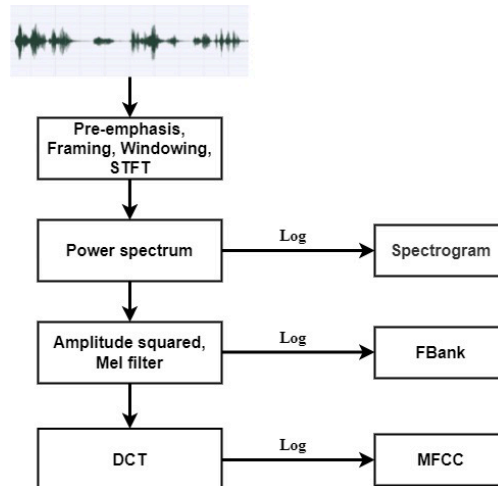 Pre-emphasis,
Framing, Windowing,
STFT
Power spectrum
Log
Spectrogram
Amplitude squared,
Mel filter
Log
FBank
DCT
Log
MFCC